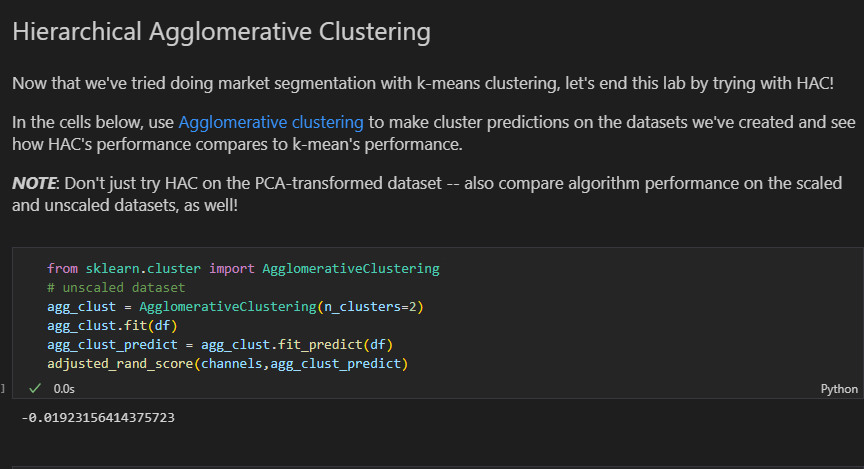 Hierarchical Agglomerative Clustering
Now that we've tried doing market segmentation with k-means clustering, let's end this lab by trying with HAC!
In the cells below, use Agglomerative clustering to make cluster predictions on the datasets we've created and see
how HAC's performance compares to k-mean's performance.
NOTE: Don't just try HAC on the PCA-transformed dataset -- also compare algorithm performance on the scaled
and unscaled datasets, as well!
from sklearn.cluster import AgglomerativeClustering
# unscaled dataset
agg_clust = AgglomerativeClustering(n_clusters=2)
agg_clust.fit(df)
agg_clust_predict = agg_clust.fit_predict(df)
adjusted_rand_score(channels,agg_clust_predict)
] ✓ 0.0s Python
-0.01923156414375723